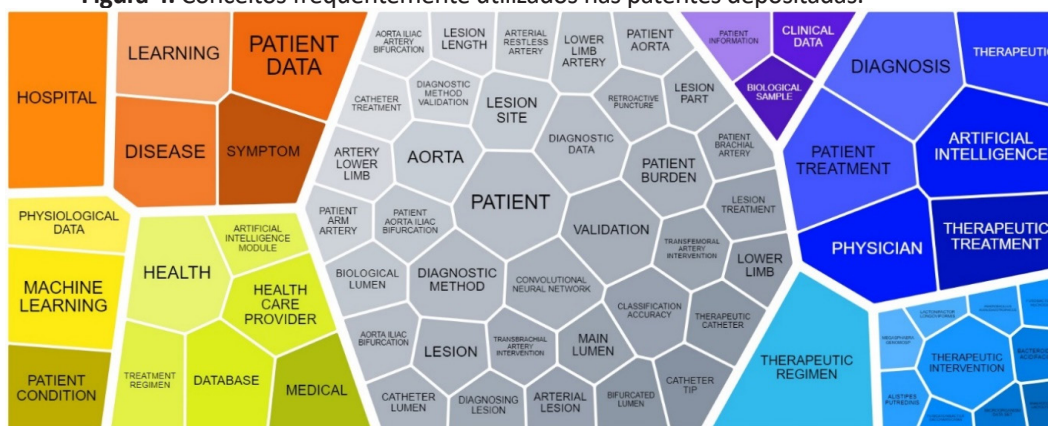 Figura 4. Conceitos frequentemente utilizados nas patentes depositadas.
HOSPITAL
LEARNING
PATIENT
DATA
DISEASE
SYMPTOM
PHYSIOLOGICAL
DATA
MACHINE
LEARNING
PATIENT
CONDITION
HEALTH
ARTIFICIAL
INTELLIGENCE
MODULE
HEALTH
CARE
PROVIDER
TREATMENT
REGIMEN
DATABASE
MEDICAL
AORTA ILIAC
ARTERY
BIFURCATION
LESION
LENGTH
ARTERIAL
RESTLESS
ARTERY
LOWER
LIMB
ARTERY
PATIENT
AORTA
CATHETER
TREATMENT
DIAGNOSTIC
METHOD
VALIDATION
LESION
SITE
RETROACTIVE
PUNCTURE
LESION
PART
DIAGNOSTIC
DATA
PATIENT
BRACHIAL
ARTERY
ARTERY
LOWER
LIMB
AORTA
PATIENT
BURDEN
PATIENT
LESION
TREATMENT
PATIENT
ARM
ARTERY
PATIENT
AORTA ILIAC
BIFURCATION
VALIDATION
TRANSFEMORAL
ARTERY
INTERVENTION
LOWER
LIMB
BIOLOGICAL
LUMEN
DIAGNOSTIC
METHOD
CONVOLUTIONAL
NEURAL NETWORK
CLASSIFICATION
ACCURACY
THERAPEUTIC
CATHETER
AORTA ILIAC
BIFURCATION
LESION
TRANSBRACHIAL
ARTERY
INTERVENTION
MAIN
LUMEN
CATHETER
LUMEN
DIAGNOSING
LESION
ARTERIAL
LESION
BIFURCATED
LUMEN
CATHETER
TIP
PATIENT
INFORMATION
CLINICAL
DATA
BIOLOGICAL
SAMPLE
DIAGNOSIS
THERAPEUTIC
PATIENT
TREATMENT
ARTIFICIAL
INTELLIGENCE
PHYSICIAN
THERAPEUTIC
TREATMENT
THERAPEUTIC
REGIMEN
THERAPEUTIC
INTERVENTION
ALISTIPES
PUTREDINIS